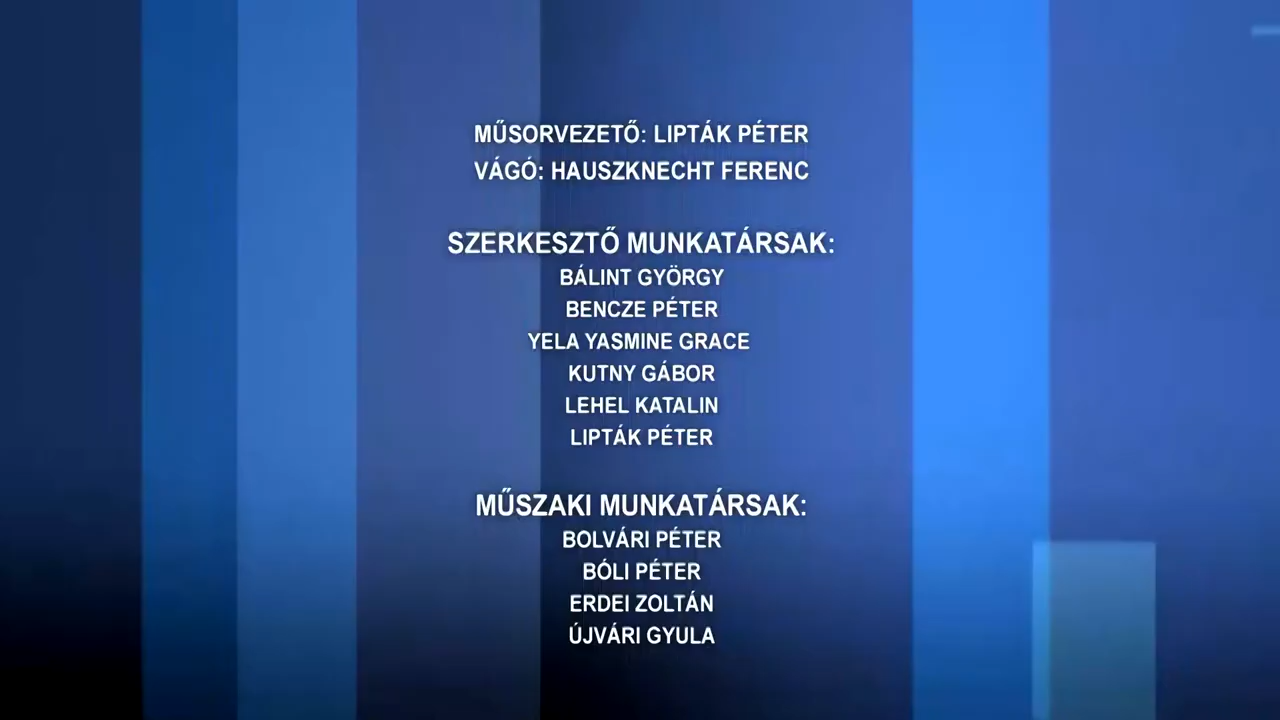 MŰSORVEZETŐ: LIPTÁK PÉTER
VÁGÓ: HAUSZKNECHT FERENC
SZERKESZTŐ MUNKATÁRSAK:
BÁLINT GYÖRGY
BENCZE PÉTER
YELA YASMINE GRACE
KUTNY GÁBOR
LEHEL KATALIN
LIPTÁK PÉTER
MŰSZAKI MUNKATÁRSAK:
BOLVÁRI PÉTER
BÓLI PÉTER
ERDEI ZOLTÁN
ÚJVÁRI GYULA